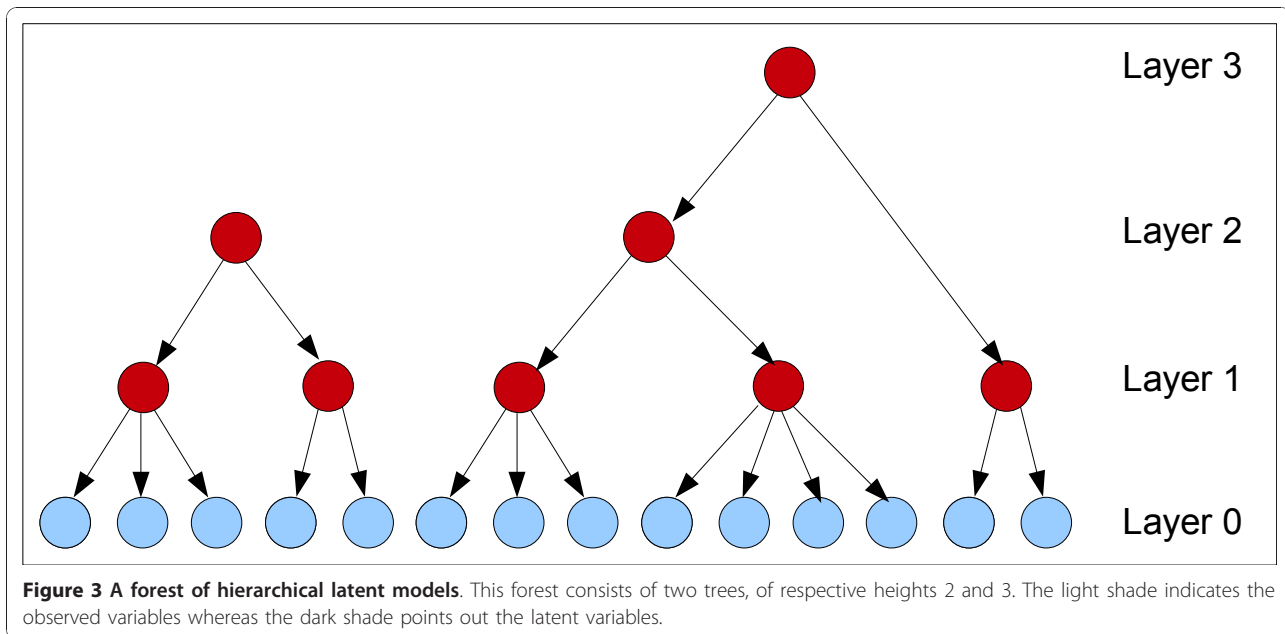 Layer 3
Layer 2
Layer 1
Layer 0
Figure 3 A forest of hierarchical latent models. This forest consists of two trees, of respective heights 2 and 3. The light shade indicates the
observed variables whereas the dark shade points out the latent variables.